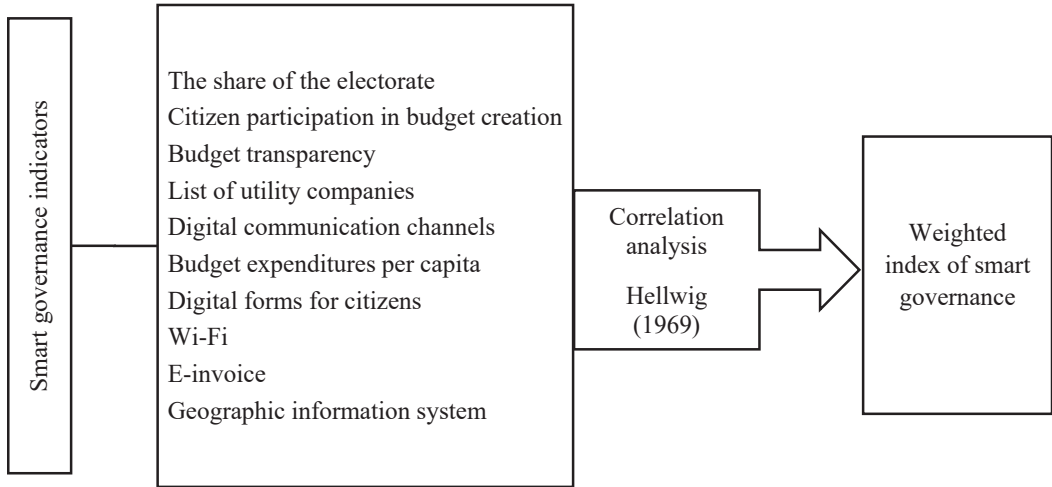 Smart governance indicators
The share of the electorate
Citizen participation in budget creation
Budget transparency
List of utility companies
Digital communication channels
Budget expenditures per capita
Digital forms for citizens
Wi-Fi
E-invoice
Geographic information system
Correlation
analysis
Hellwig
(1969)
Weighted
index of smart
governance